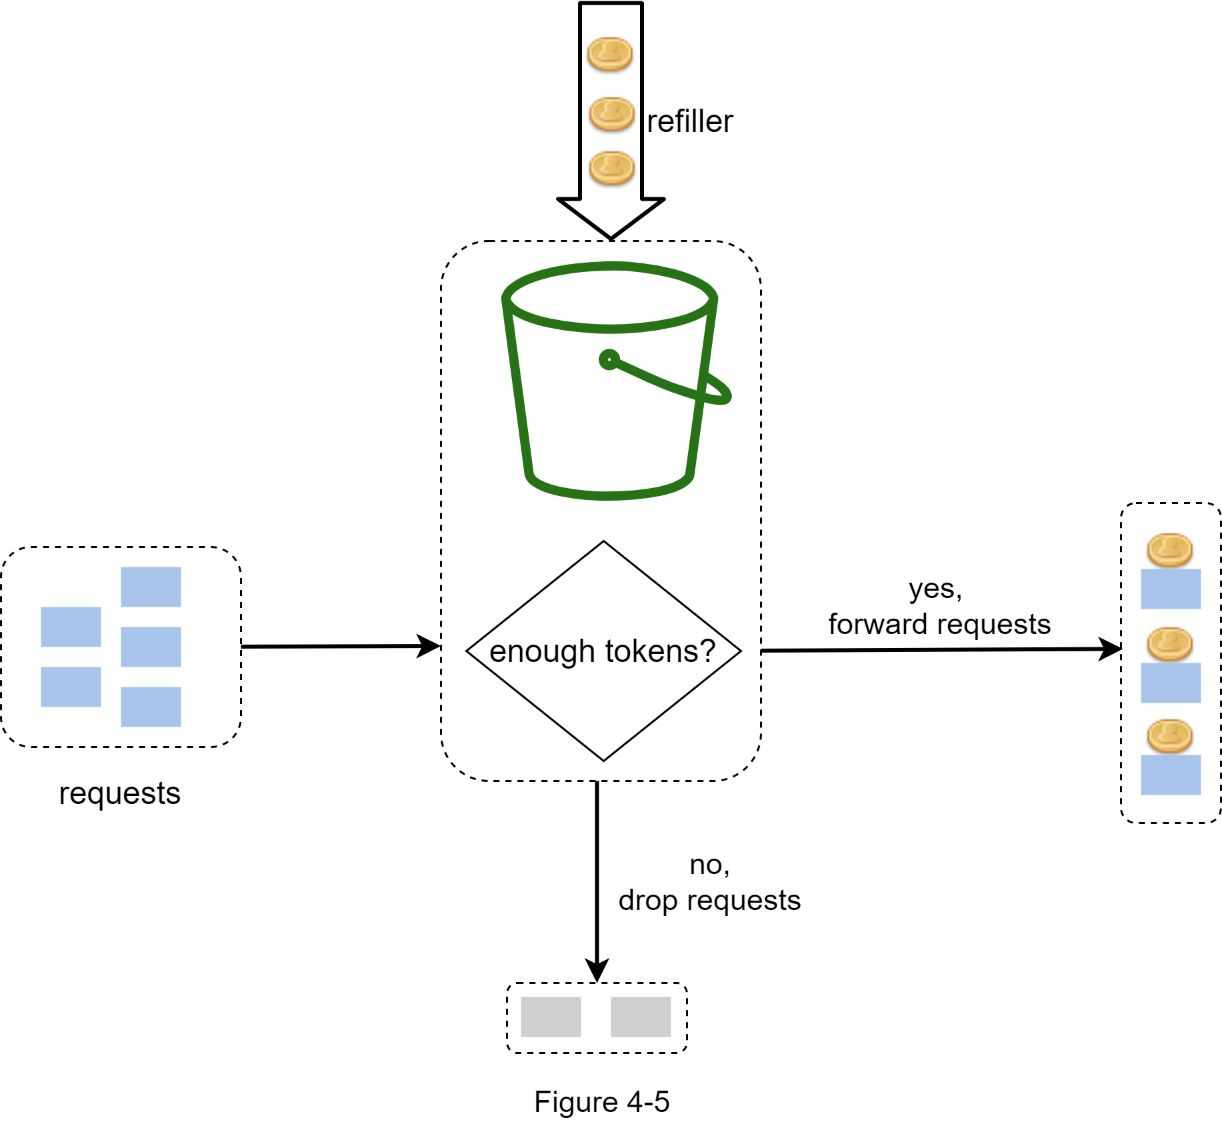 refiller
enough tokens?
yes,
forward requests
requests
no,
drop requests
Figure 4-5